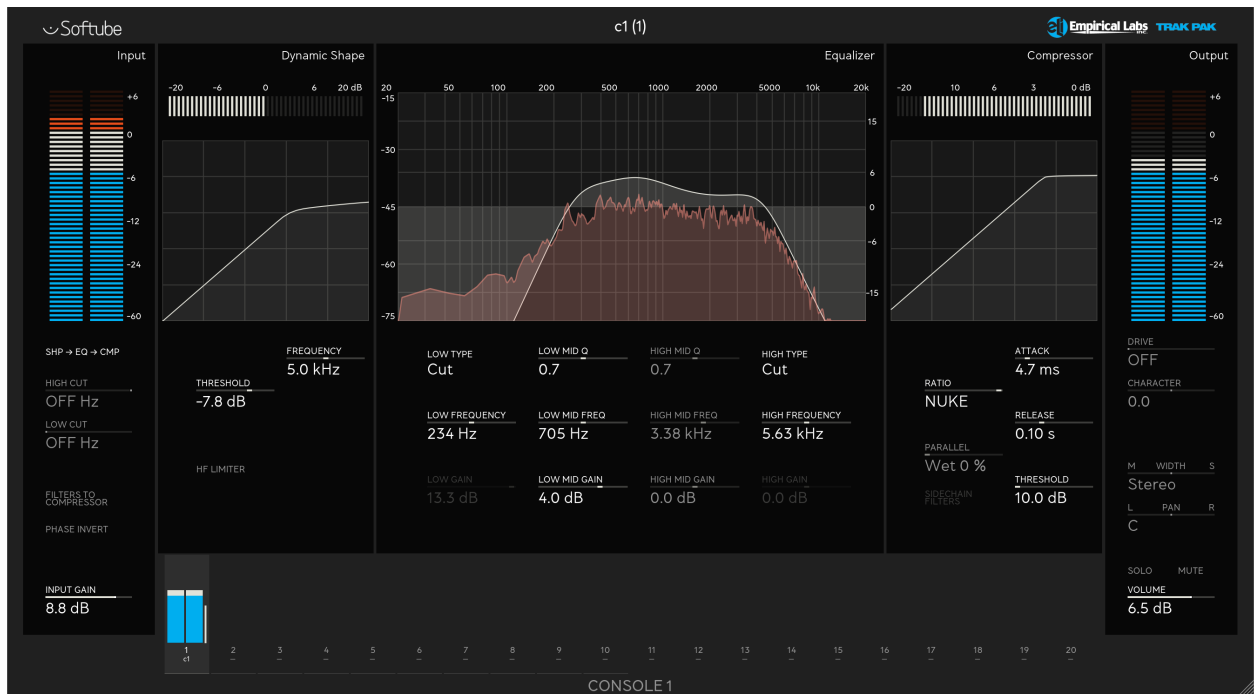 Softube
c1 (1)
Empirical Labs INC. TRAK PAK
Input
+6
0
-6
-12
-24
-60
SHP → EQ → CMP
HIGH CUT
OFF Hz
LOW CUT
OFF Hz
FILTERS TO
COMPRESSOR
PHASE INVERT
INPUT GAIN
8.8 dB
Dynamic Shape
-20 -6 0 6 20 dB
FREQUENCY
5.0 kHz
THRESHOLD
-7.8 dB
HF LIMITER
Equalizer
20 50 100 200 500 1000 2000 5000 10k 20k
-15
15
-30
6
-45 0
-6
-60
-15
-75
LOW TYPE LOW MID Q HIGH MID Q HIGH TYPE
Cut 0.7 0.7 Cut
LOW FREQUENCY LOW MID FREQ HIGH MID FREQ HIGH FREQUENCY
234 Hz 705 Hz 3.38 kHz 5.63 kHz
LOW GAIN LOW MID GAIN HIGH MID GAIN HIGH GAIN
13.3 dB 4.0 dB 0.0 dB 0.0 dB
Compressor
-20 10 6 3 0 dB
ATTACK
4.7 ms
RATIO
NUKE
RELEASE
0.10 s
PARALLEL
Wet 0 %
SIDECHAIN
FILTERS
THRESHOLD
10.0 dB
Output
+6
0
-6
-12
-24
-60
DRIVE
OFF
CHARACTER
0.0
M WIDTH S
Stereo
L PAN R
C
SOLO MUTE
VOLUME
6.5 dB
1 2 3 4 5 6 7 8 9 10 11 12 13 14 15 16 17 18 19 20
c1 – – – – – – – – – – – – – – – – – – –
CONSOLE 1